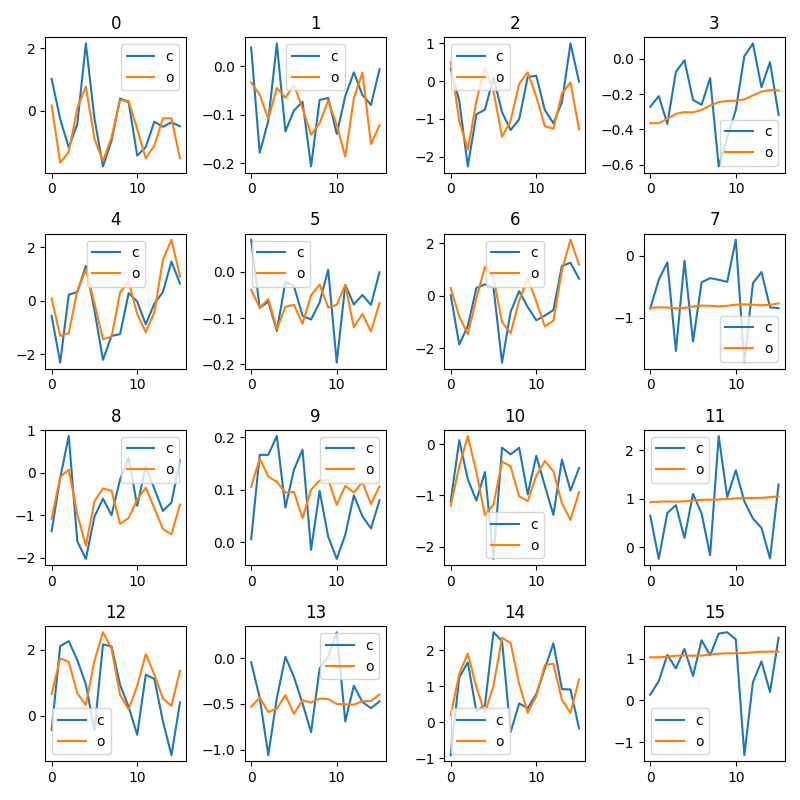 0 1 2 3
2 0 0 10 c o
0.0 −0.1 −0.2 0 10 c o
1 0 −1 −2 0 10 c o
0.0 −0.2 −0.4 −0.6 0 10 c o
4 5 6 7
2 0 −2 0 10 c o
0.0 −0.1 −0.2 0 10 c o
2 0 −2 0 10 c o
0 −1 0 10 c o
8 9 10 11
1 0 −1 −2 0 10 c o
0.2 0.1 0.0 0 10 c o
0 −1 −2 0 10 c o
2 1 0 0 10 c o
12 13 14 15
2 0 0 10 c o
0.0 −0.5 −1.0 0 10 c o
2 1 0 −1 0 10 c o
1 0 −1 0 10 c o